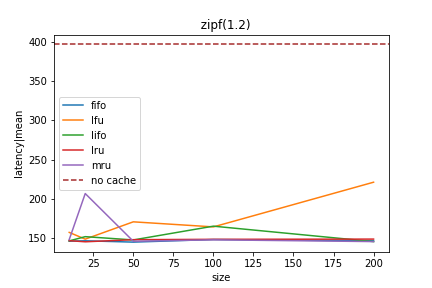 zipf(1.2)
latency|mean
400
350
300
250
200
150
fifo
lfu
lifo
lru
mru
no cache
25
50
75
100
125
150
175
200
size